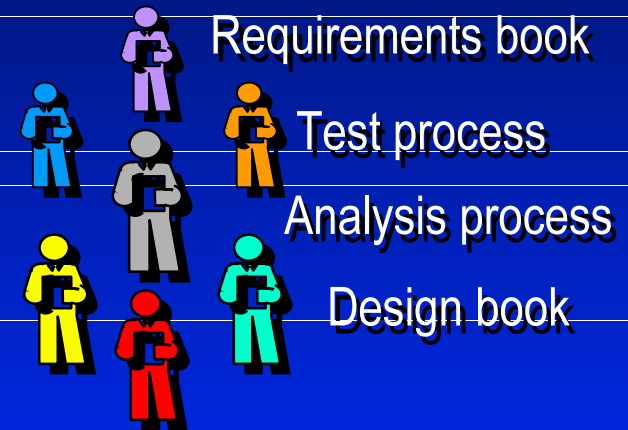 Requirements book
Test process
Analysis process
Design book